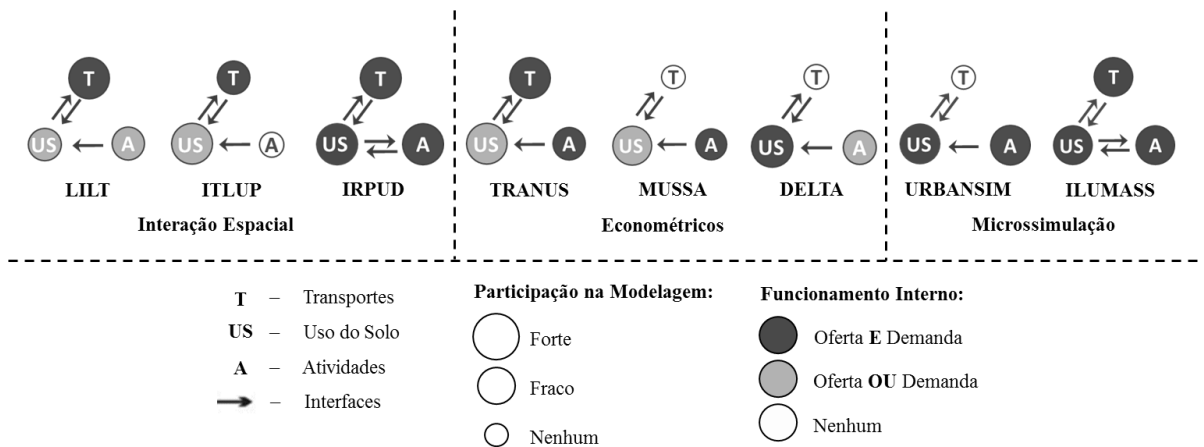 T T T T T T T T
US A US A US A US A US A US A US A US A
LILT ITLUP IRPUD TRANUS MUSSA DELTA URBANSIM ILUMASS
Interação Espacial Econométricos Microssimulação
T – Transportes
US – Uso do Solo
A – Atividades
– Interfaces
Participação na Modelagem:
Forte
Fraco
Nenhum
Funcionamento Interno:
Oferta E Demanda
Oferta OU Demanda
Nenhum